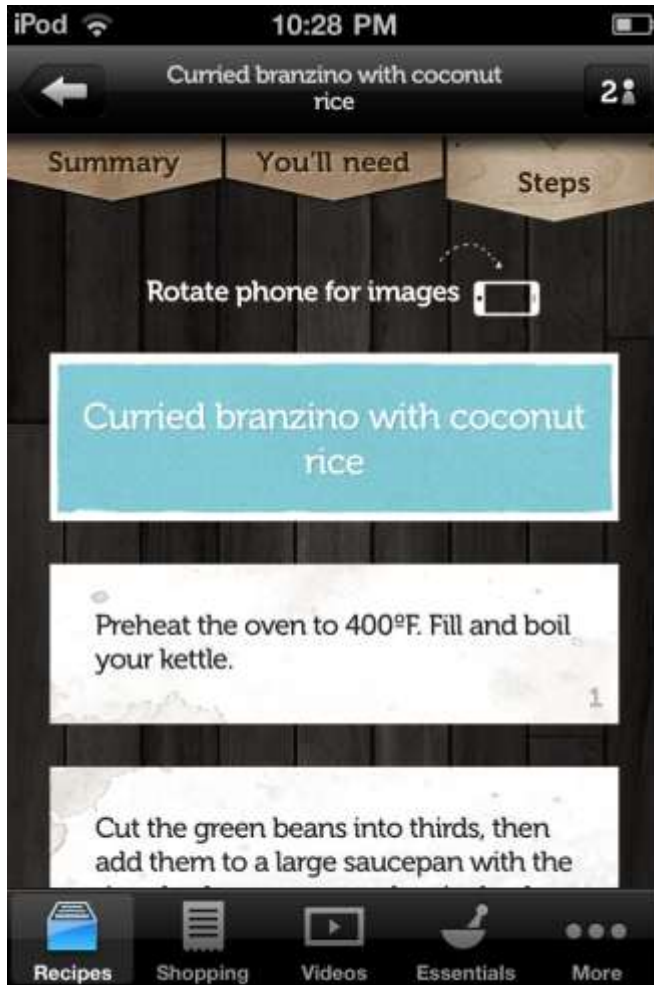 iPod 10:28 PM
Curried branzino with coconut
rice
2
Summary You'll need Steps
Rotate phone for images
Curried branzino with coconut
rice
Preheat the oven to 400ºF. Fill and boil
your kettle.
1
Cut the green beans into thirds, then
add them to a large saucepan with the
Recipes Shopping Videos Essentials More